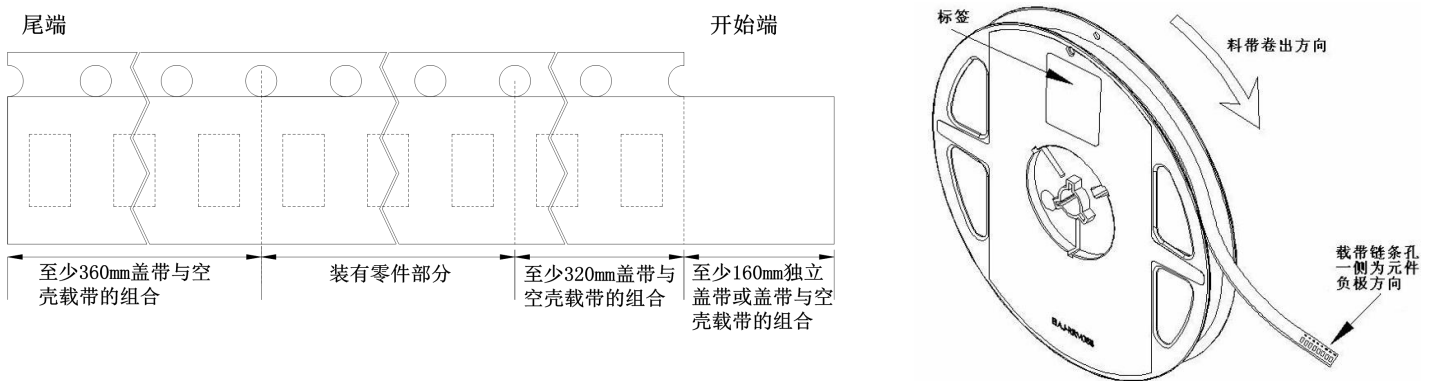 尾端
开始端
至少360mm盖带与空
壳载带的组合
装有零件部分
至少320mm盖带与
空壳载带的组合
至少160mm独立
盖带或盖带与空
壳载带的组合
标签
料带卷出方向
载带链条孔
一侧为元件
负极方向